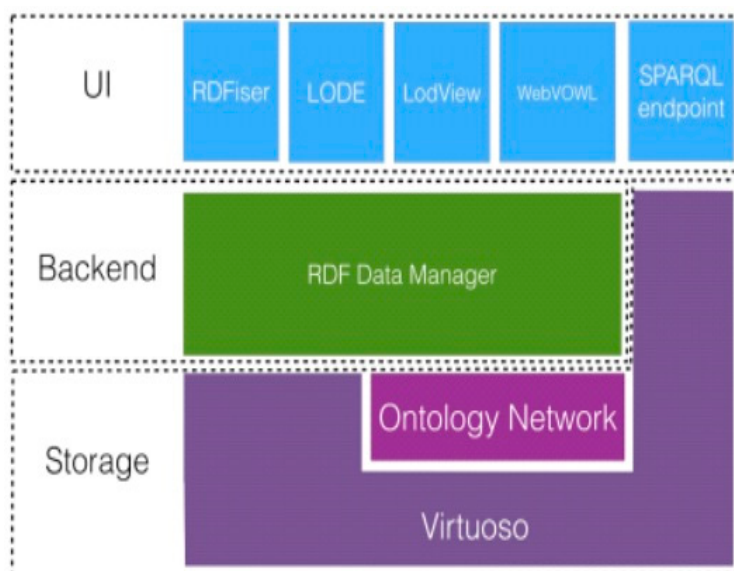 UI
RDFiser
LODE
LodView
WebVOWL
SPARQL
endpoint
Backend
RDF Data Manager
Storage
Ontology Network
Virtuoso